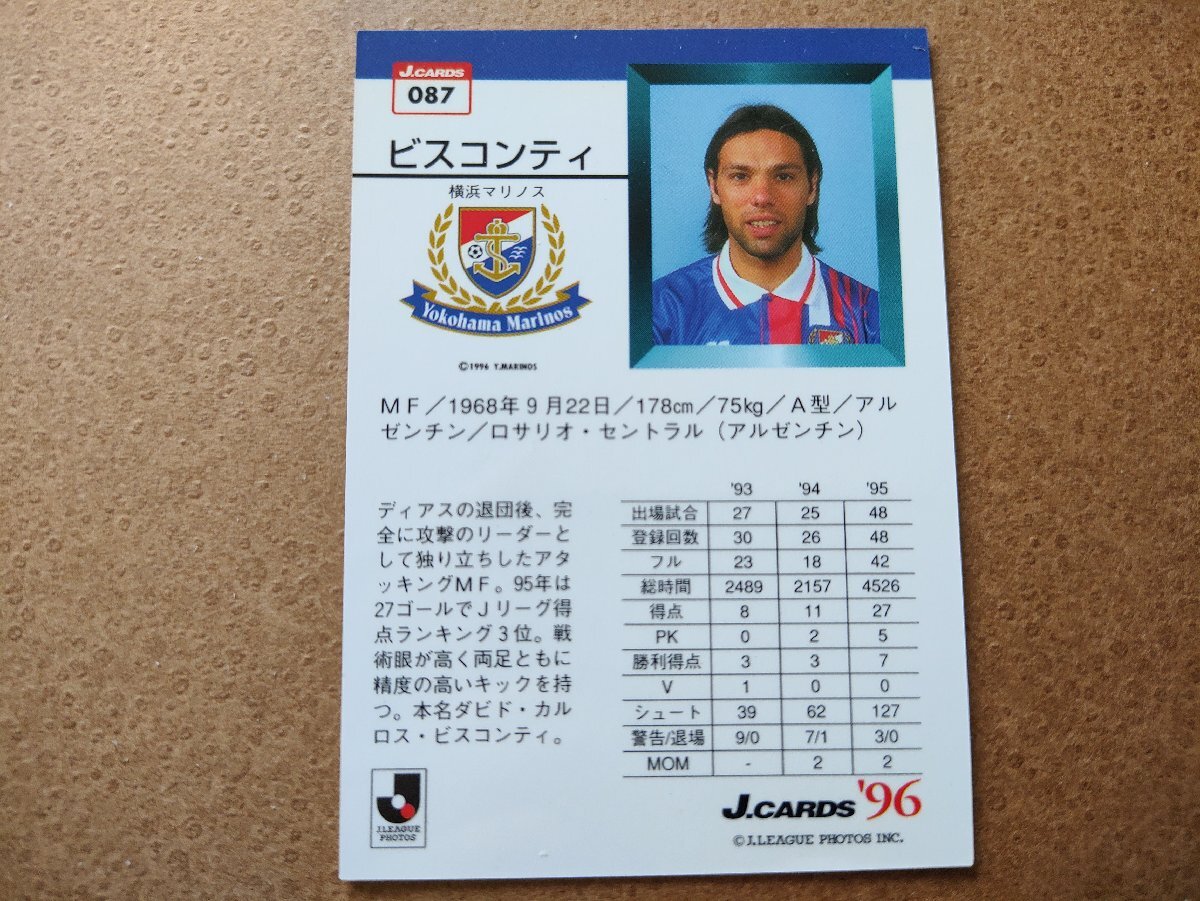 J.CARDS
087
ビスコンティ
横浜マリノス
Yokohama Marinos
©1996 Y.MARINOS
MF／1968年9月22日／178cm／75kg／A型／アル
ゼンチン／ロサリオ・セントラル（アルゼンチン）
ディアスの退団後、完
全に攻撃のリーダーと
して独り立ちしたアタ
ッキングMF。95年は
27ゴールでJリーグ得
点ランキング3位。戦
術眼が高く両足ともに
精度の高いキックを持
つ。本名ダビド・カル
ロス・ビスコンティ。
'93 '94 '95
出場試合 27 25 48
登録回数 30 26 48
フル 23 18 42
総時間 2489 2157 4526
得点 8 11 27
PK 0 2 5
勝利得点 3 3 7
V 1 0 0
シュート 39 62 127
警告/退場 9/0 7/1 3/0
MOM - 2 2
J.LEAGUE
PHOTOS
J.CARDS '96
©J.LEAGUE PHOTOS INC.